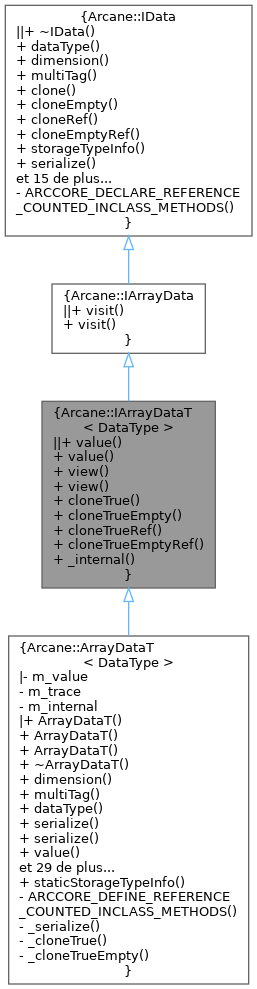 {Arcane::IData
||+ ~IData()
+ dataType()
+ dimension()
+ multiTag()
+ clone()
+ cloneEmpty()
+ cloneRef()
+ cloneEmptyRef()
+ storageTypeInfo()
+ serialize()
et 15 de plus...
- ARCCORE_DECLARE_REFERENCE
_COUNTED_INCLASS_METHODS()
}
{Arcane::IArrayData
||+ visit()
+ visit()
}
{Arcane::IArrayDataT
< DataType >
||+ value()
+ value()
+ view()
+ view()
+ cloneTrue()
+ cloneTrueEmpty()
+ cloneTrueRef()
+ cloneTrueEmptyRef()
+ _internal()
}
{Arcane::ArrayDataT
< DataType >
|- m_value
- m_trace
- m_internal
|+ ArrayDataT()
+ ArrayDataT()
+ ArrayDataT()
+ ~ArrayDataT()
+ dimension()
+ multiTag()
+ dataType()
+ serialize()
+ serialize()
+ value()
et 29 de plus...
+ staticStorageTypeInfo()
- ARCCORE_DEFINE_REFERENCE
_COUNTED_INCLASS_METHODS()
- _serialize()
- _cloneTrue()
- _cloneTrueEmpty()
}